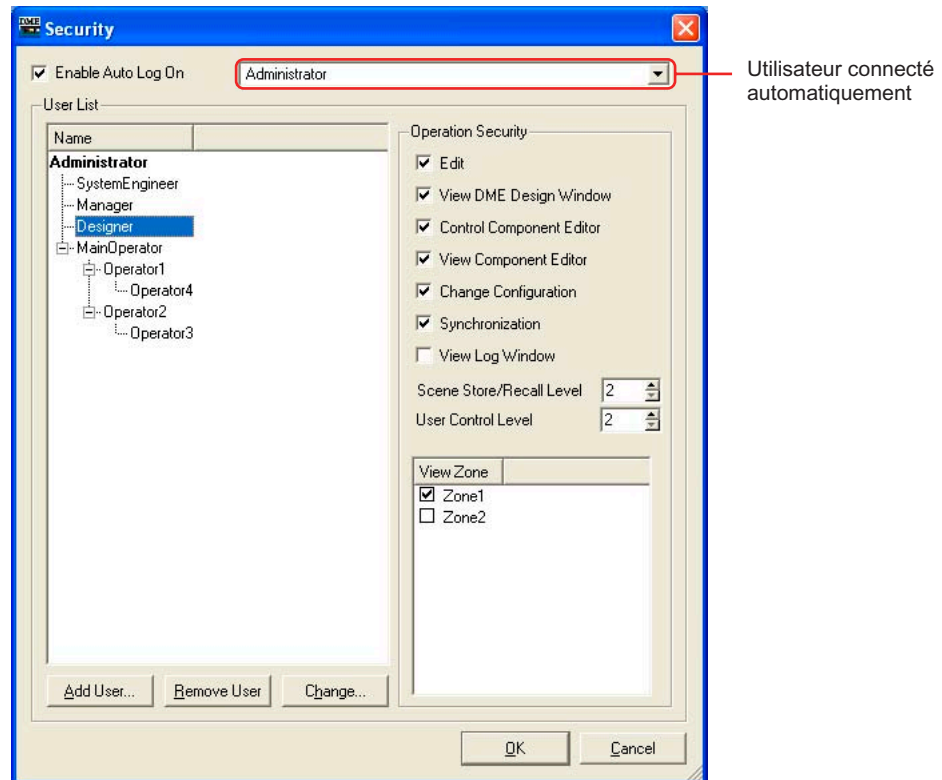 DME
Security
Enable Auto Log On
Administrator
Utilisateur connecté
automatiquement
User List
Name
Administrator
SystemEngineer
Manager
Designer
MainOperator
Operator1
Operator4
Operator2
Operator3
Add User...
Remove User
Change...
Operation Security
Edit
View DME Design Window
Control Component Editor
View Component Editor
Change Configuration
Synchronization
View Log Window
Scene Store/Recall Level 2
User Control Level 2
View Zone
Zone1
Zone2
OK
Cancel